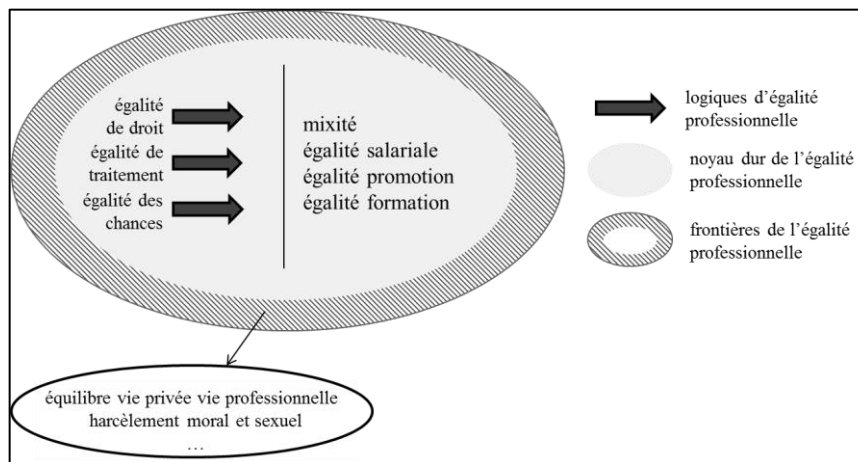 égalité
de droit
égalité de
traitement
égalité des
chances
mixité
égalité salariale
égalité promotion
égalité formation
logiques d’égalité
professionnelle
noyau dur de l’égalité
professionnelle
frontières de l’égalité
professionnelle
équilibre vie privée vie professionnelle
harcèlement moral et sexuel
…